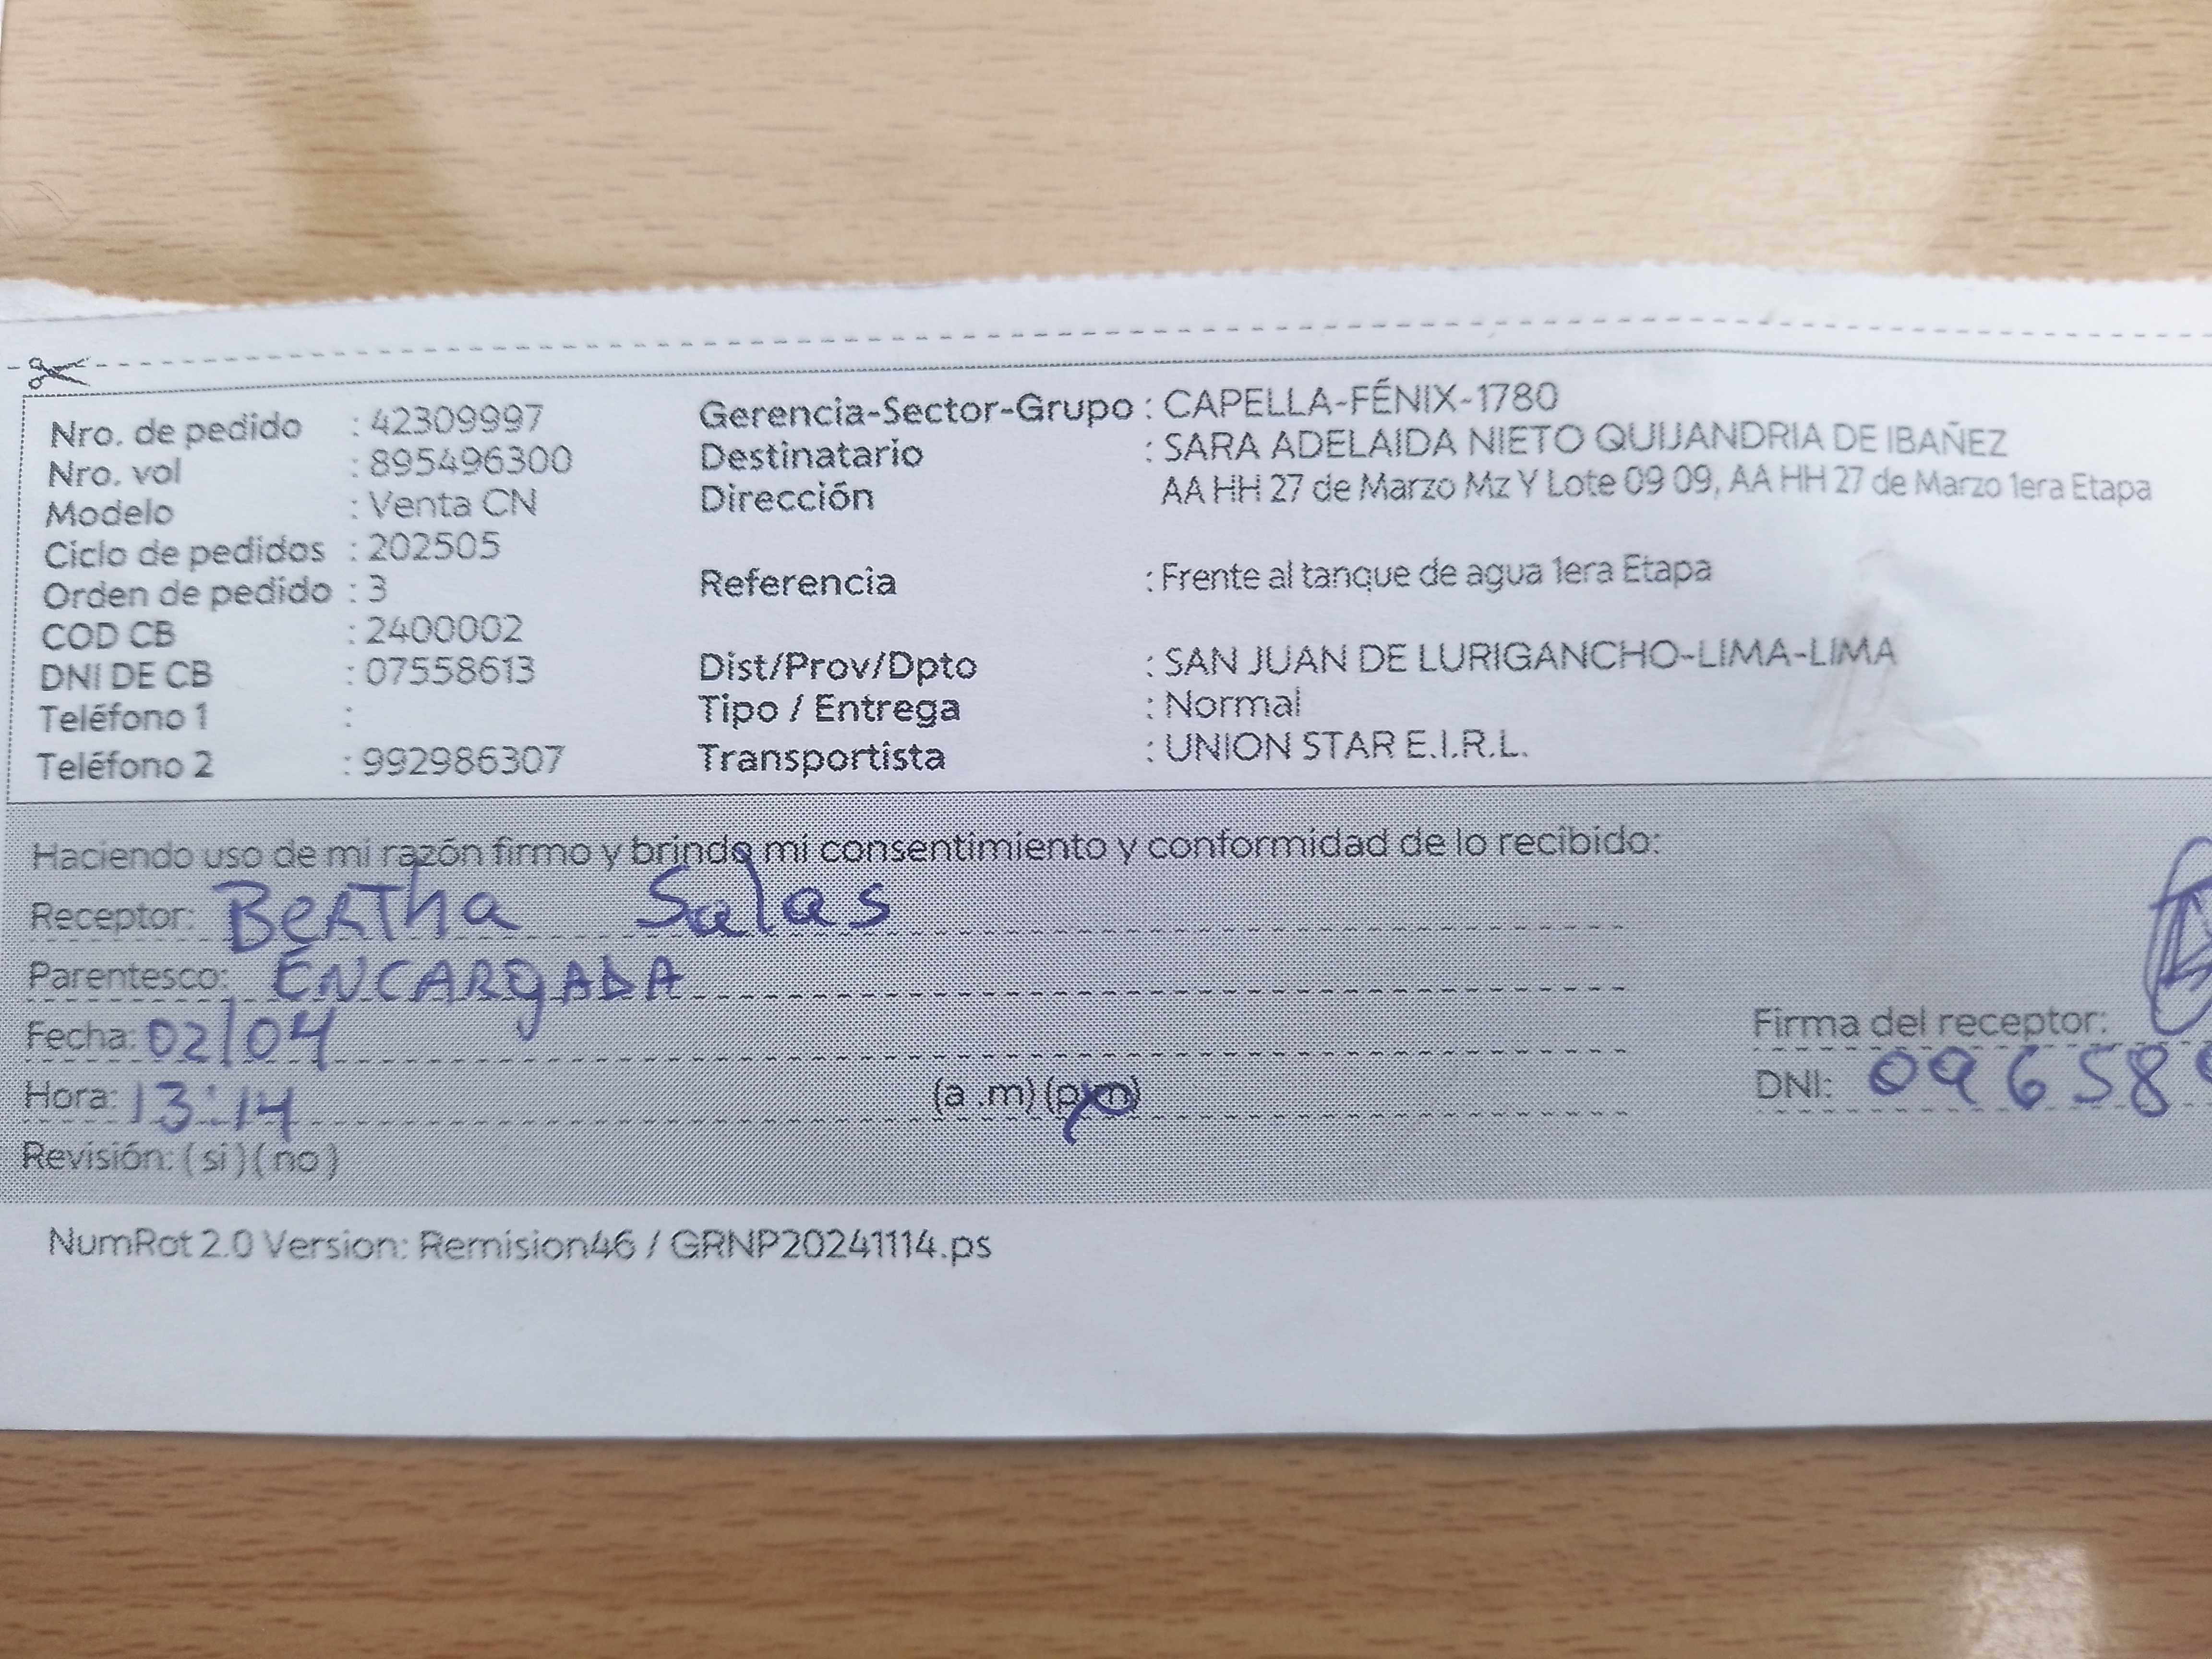 Nro. de pedido : 42309997 Gerencia-Sector-Grupo : CAPELLA-FÉNIX-1780
Nro. vol : 895496300 Destinatario : SARA ADELAIDA NIETO QUIJANDRIA DE IBAÑEZ
Modelo : Venta CN Dirección AA HH 27 de Marzo Mz Y Lote 09 09, AA HH 27 de Marzo 1era Etapa
Ciclo de pedidos : 202505
Orden de pedido : 3 Referencia : Frente al tanque de agua 1era Etapa
COD CB : 2400002
DNI DE CB : 07558613 Dist/Prov/Dpto : SAN JUAN DE LURIGANCHO-LIMA-LIMA
Teléfono 1 : Tipo / Entrega : Normal
Teléfono 2 : 992986307 Transportista : UNION STAR E.I.R.L.
Haciendo uso de mi razón firmo y brindo mi consentimiento y conformidad de lo recibido:
Receptor: Bertha Salas
Parentesco: ENCARGADA
Fecha: 02/04 Firma del receptor:
Hora: 13:14 (a .m) (p.m) DNI: 09658
Revisión: ( si ) ( no )
NumRot 2.0 Version: Remision46 / GRNP20241114.ps